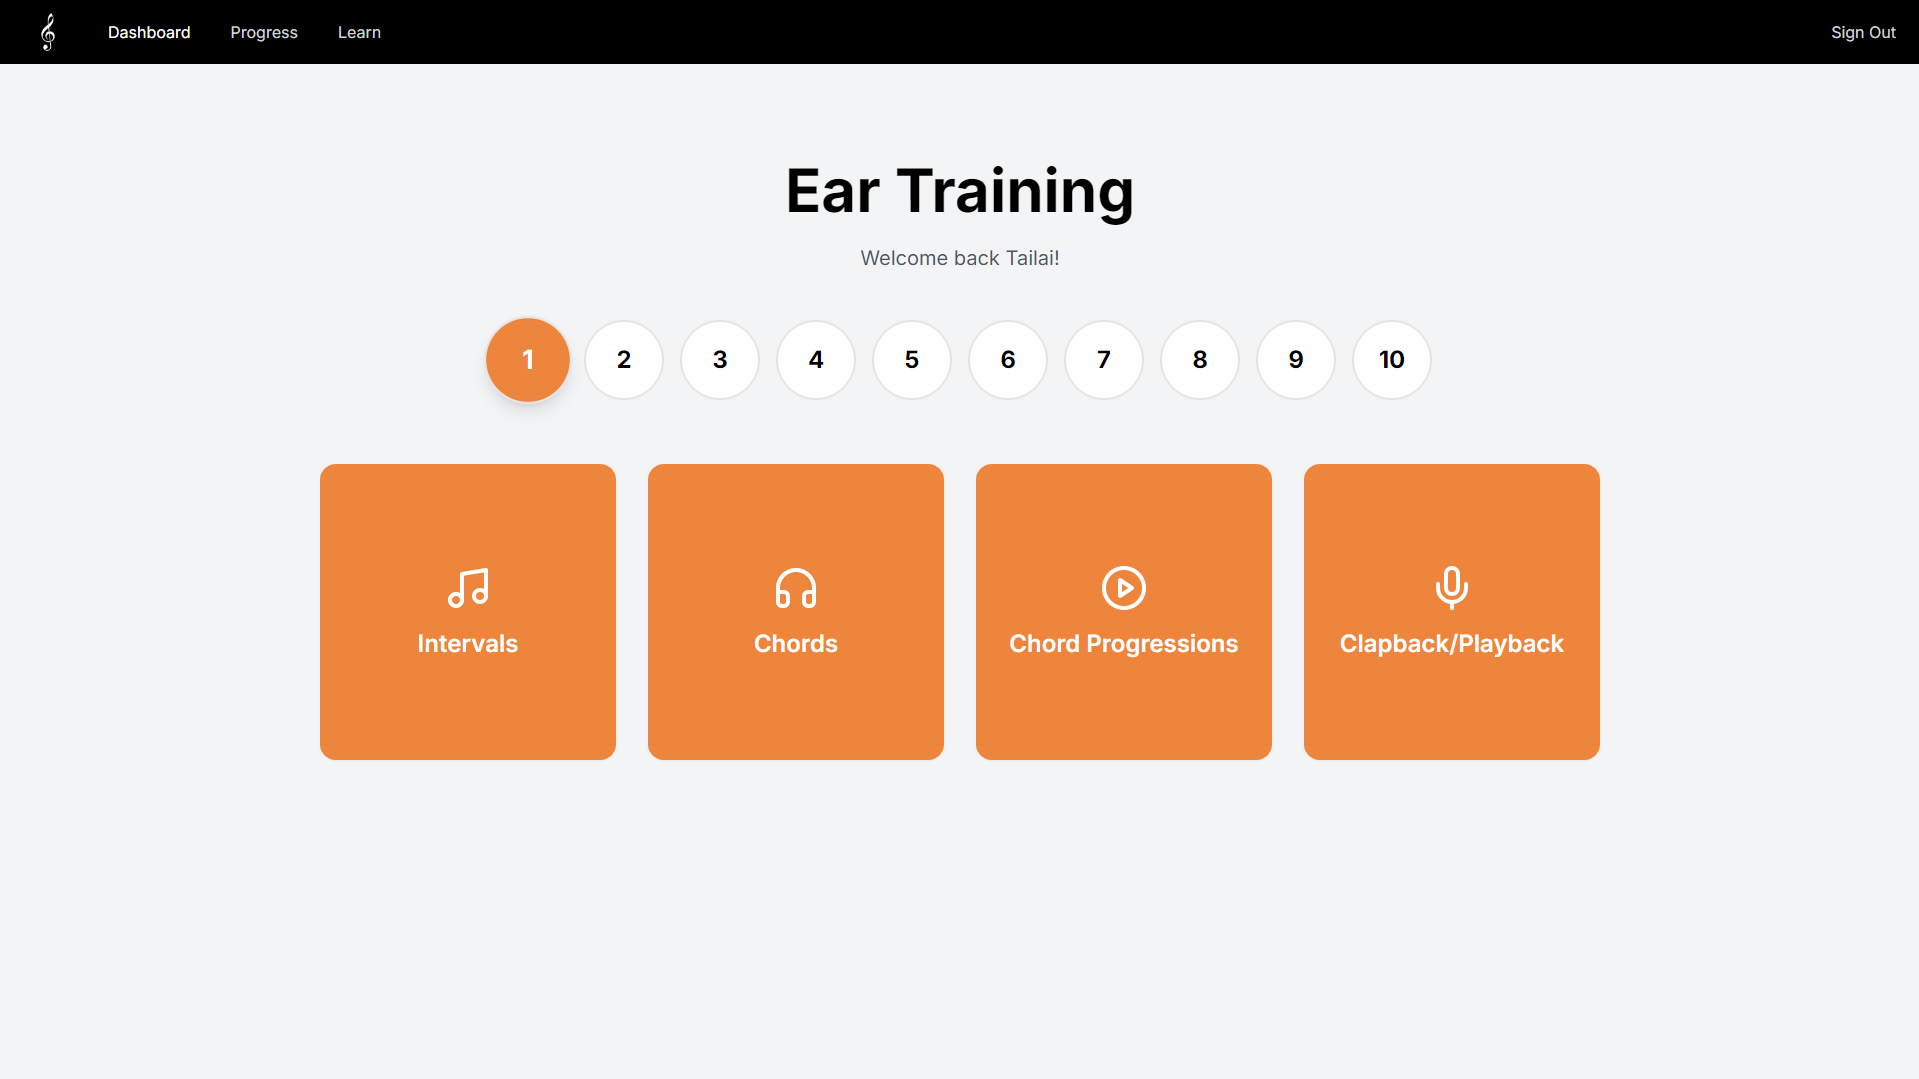 Dashboard Progress Learn Sign Out
Ear Training
Welcome back Tailai!
1 2 3 4 5 6 7 8 9 10
Intervals Chords Chord Progressions Clapback/Playback